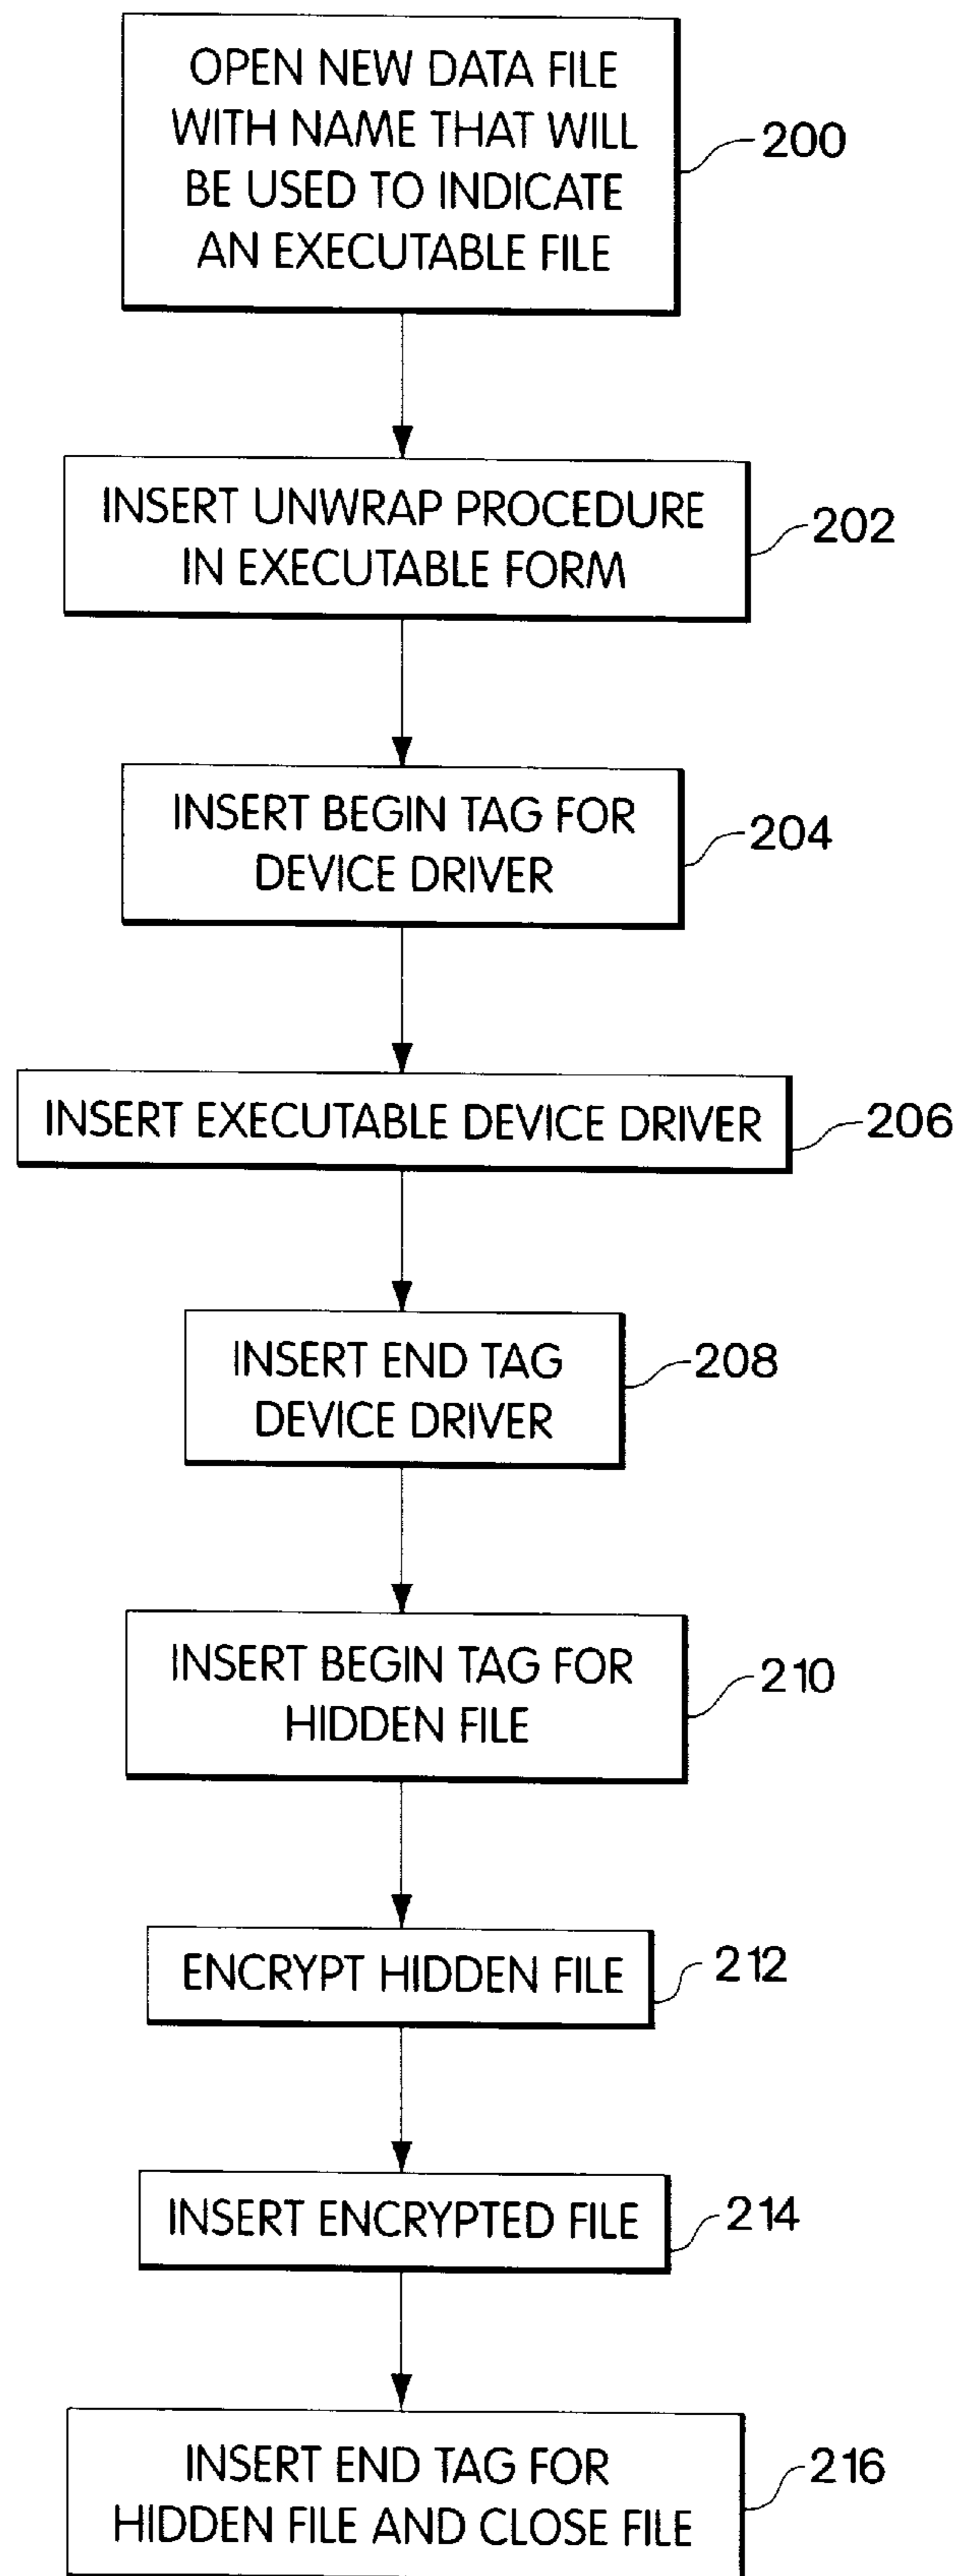 OPEN NEW DATA FILE
WITH NAME THAT WILL
BE USED TO INDICATE
AN EXECUTABLE FILE
200
INSERT UNWRAP PROCEDURE
IN EXECUTABLE FORM
202
INSERT BEGIN TAG FOR
DEVICE DRIVER
204
INSERT EXECUTABLE DEVICE DRIVER
206
INSERT END TAG
DEVICE DRIVER
208
INSERT BEGIN TAG FOR
HIDDEN FILE
210
ENCRYPT HIDDEN FILE
212
INSERT ENCRYPTED FILE
214
INSERT END TAG FOR
HIDDEN FILE AND CLOSE FILE
216